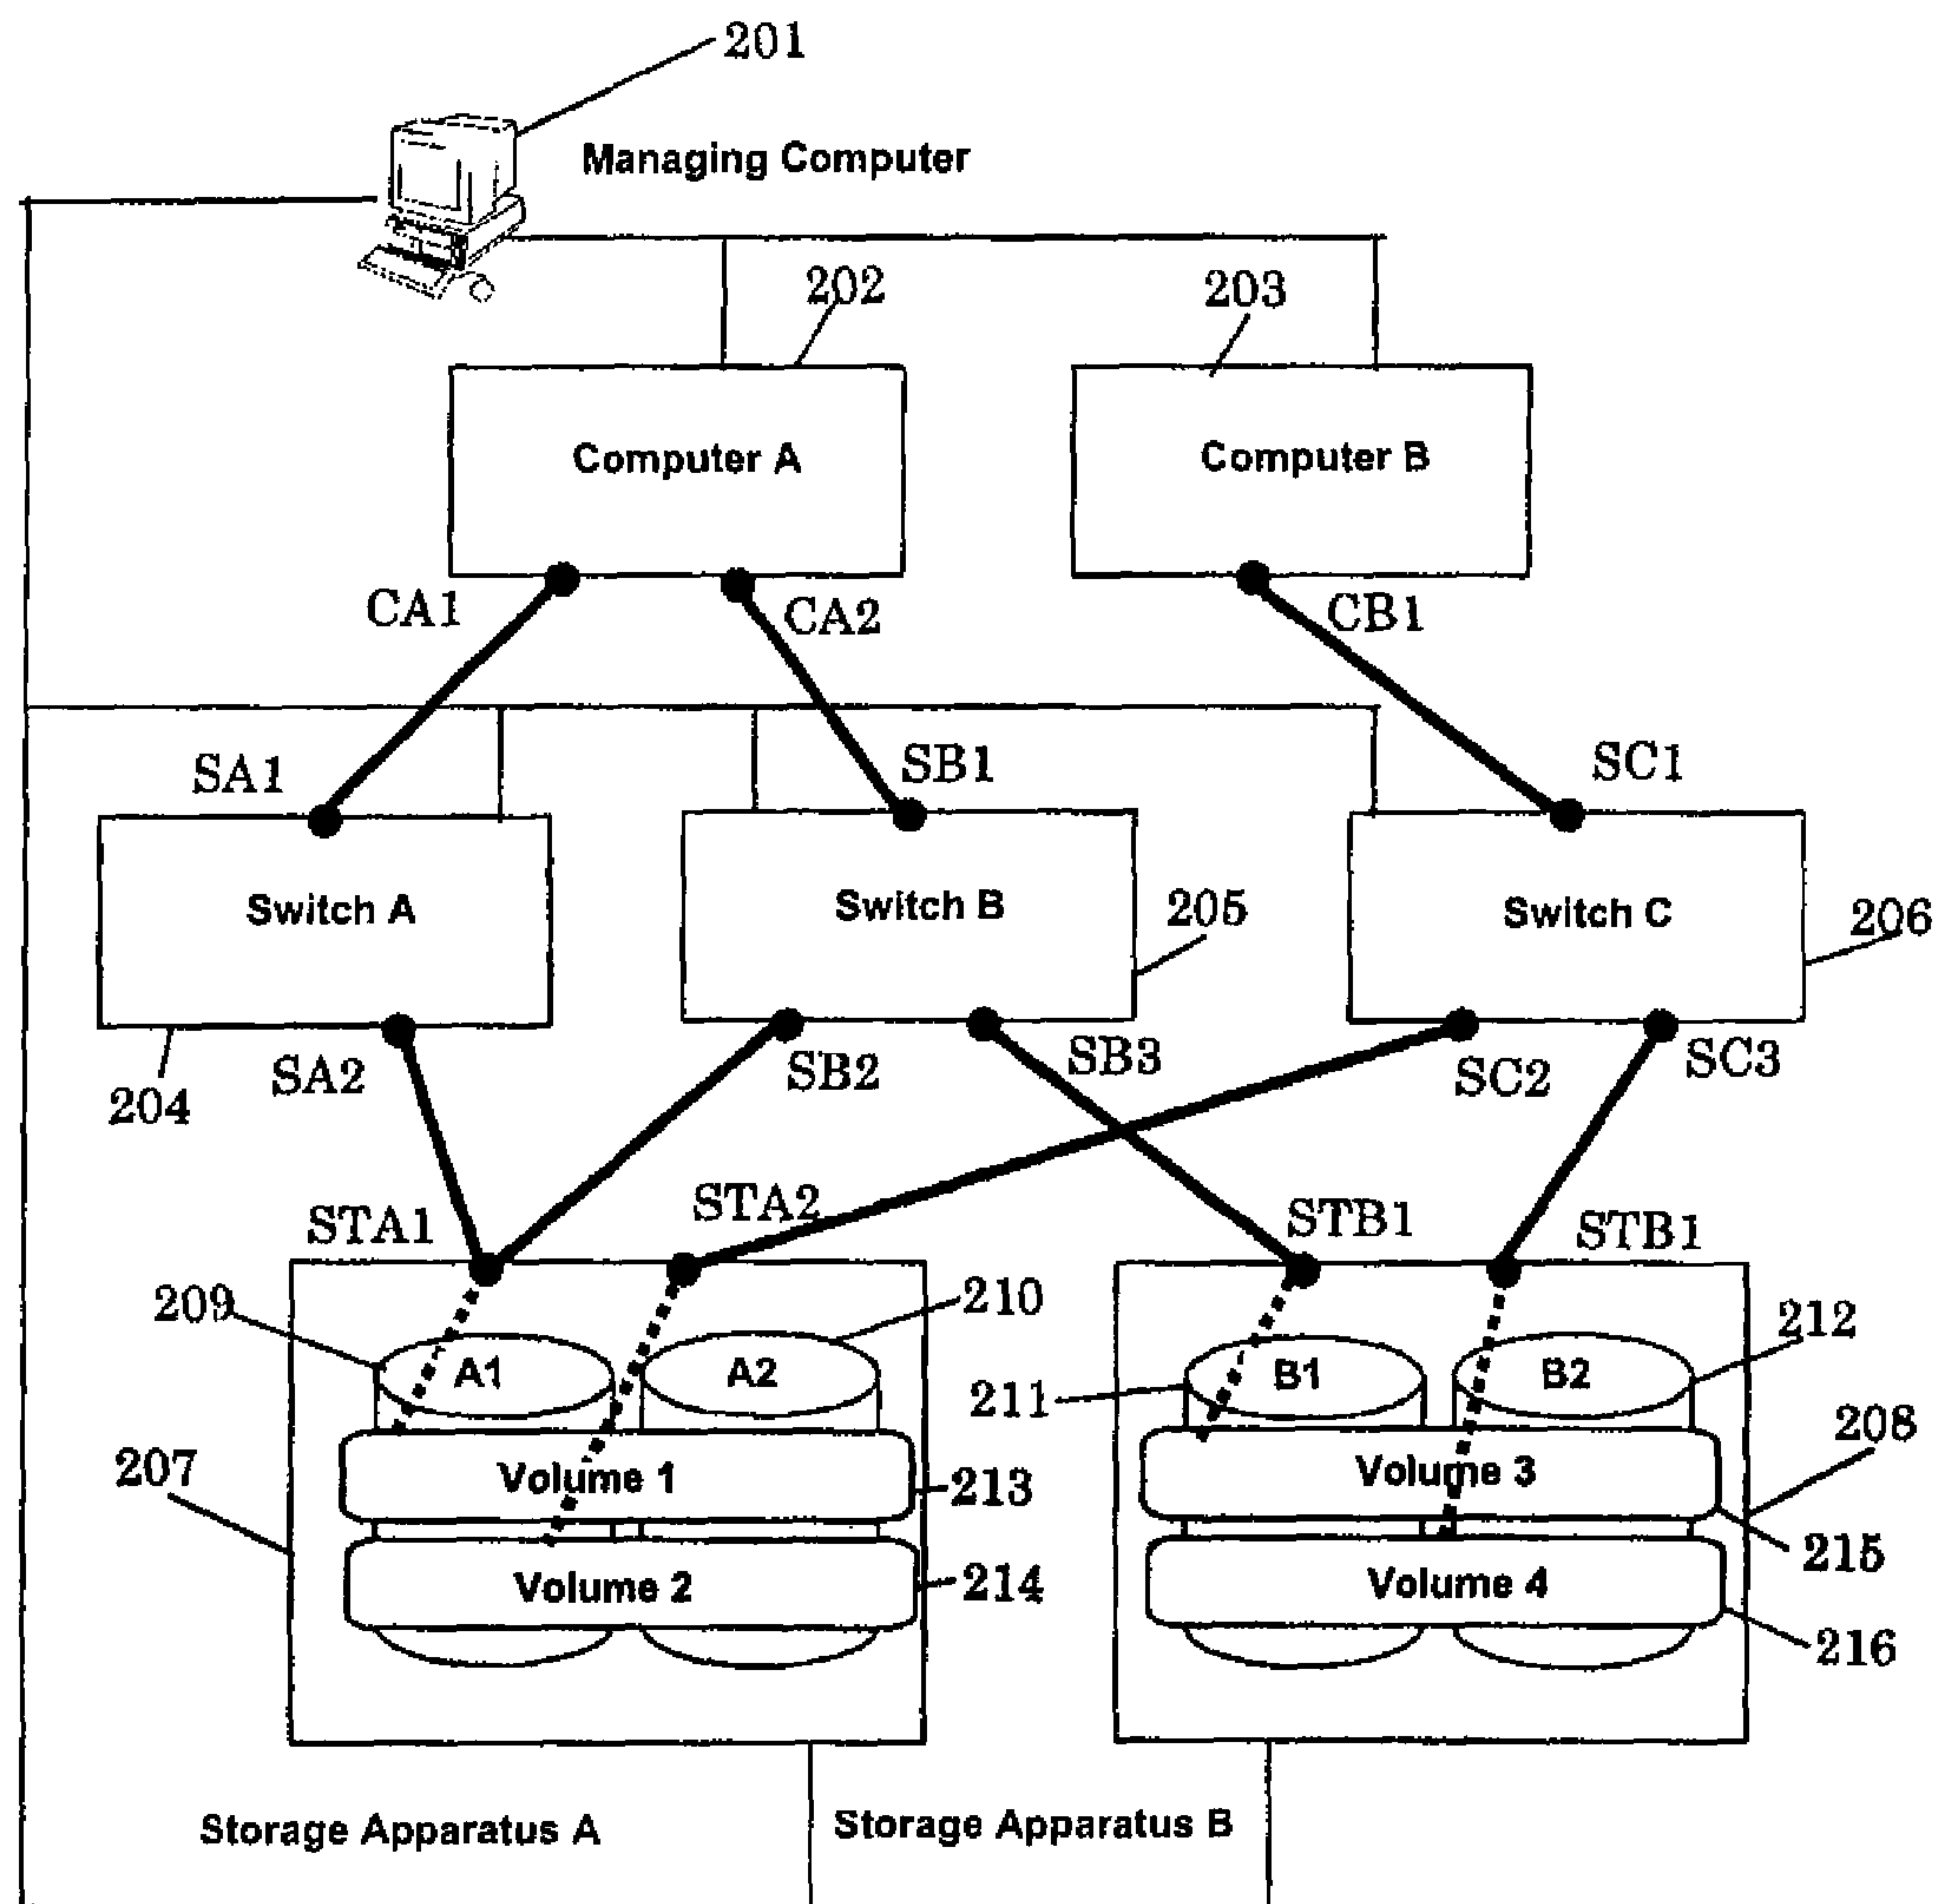 201
Managing Computer
202
203
Computer A
Computer B
CA1
CA2
CB1
SA1
SB1
SC1
Switch A
Switch B
205
Switch C
206
204
SA2
SB2
SB3
SC2
SC3
STA1
STA2
STB1
STB1
209
210
212
A1
A2
211
B1
B2
207
208
Volume 1
213
Volume 3
215
Volume 2
214
Volume 4
216
Storage Apparatus A
Storage Apparatus B